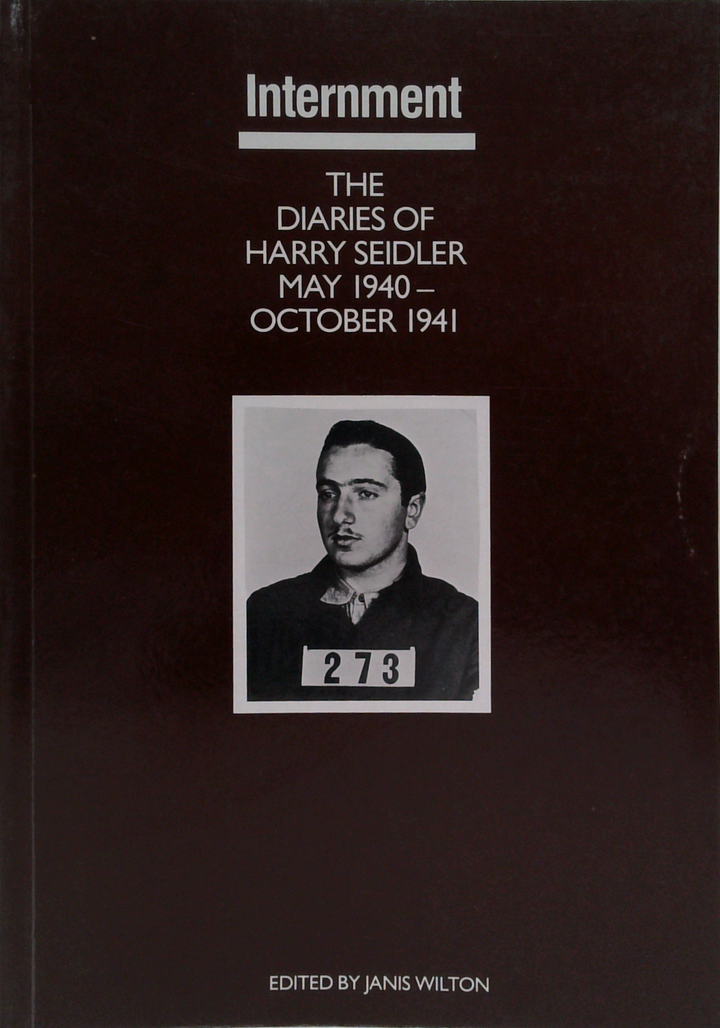 Internment
THE
DIARIES OF
HARRY SEIDLER
MAY 1940 –
OCTOBER 1941
273
EDITED BY JANIS WILTON